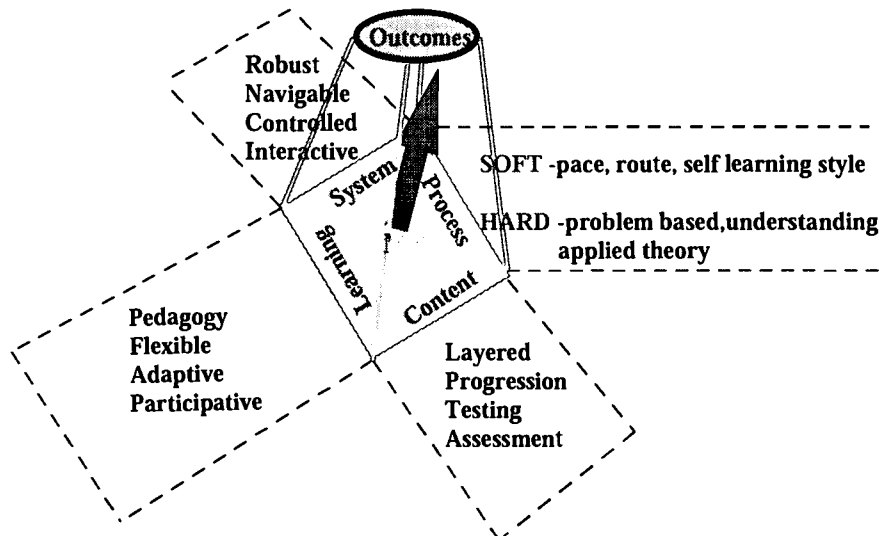 Outcomes
Robust
Navigable
Controlled
Interactive
System
Process
Learning
Content
SOFT -pace, route, self learning style
HARD -problem based,understanding
applied theory
Pedagogy
Flexible
Adaptive
Participative
Layered
Progression
Testing
Assessment